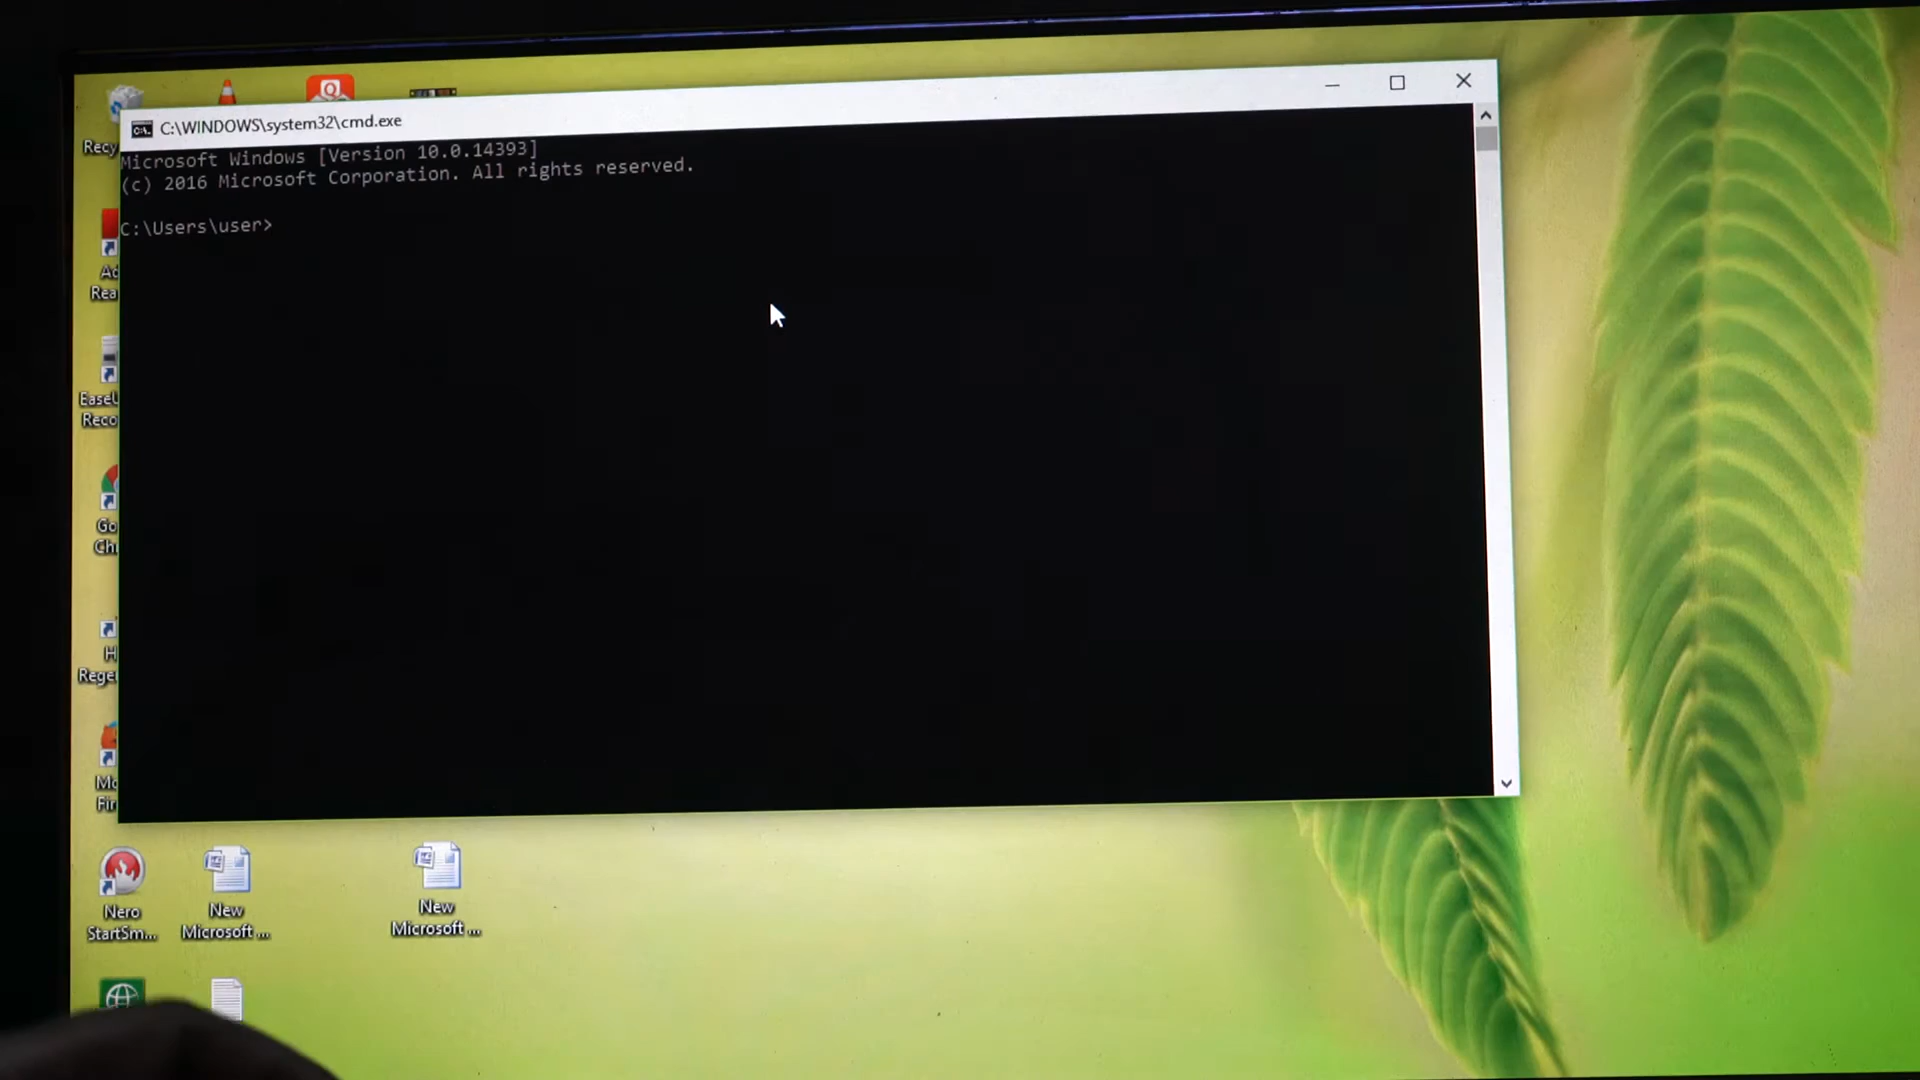 C:\WINDOWS\system32\cmd.exe
Microsoft Windows [Version 10.0.14393]
(c) 2016 Microsoft Corporation. All rights reserved.
C:\Users\user>
Recy
Ad
Rea
EaseU
Reco
Go
Ch
H
Rege
Mo
Fir
Nero
StartSm...
New
Microsoft ...
New
Microsoft ...